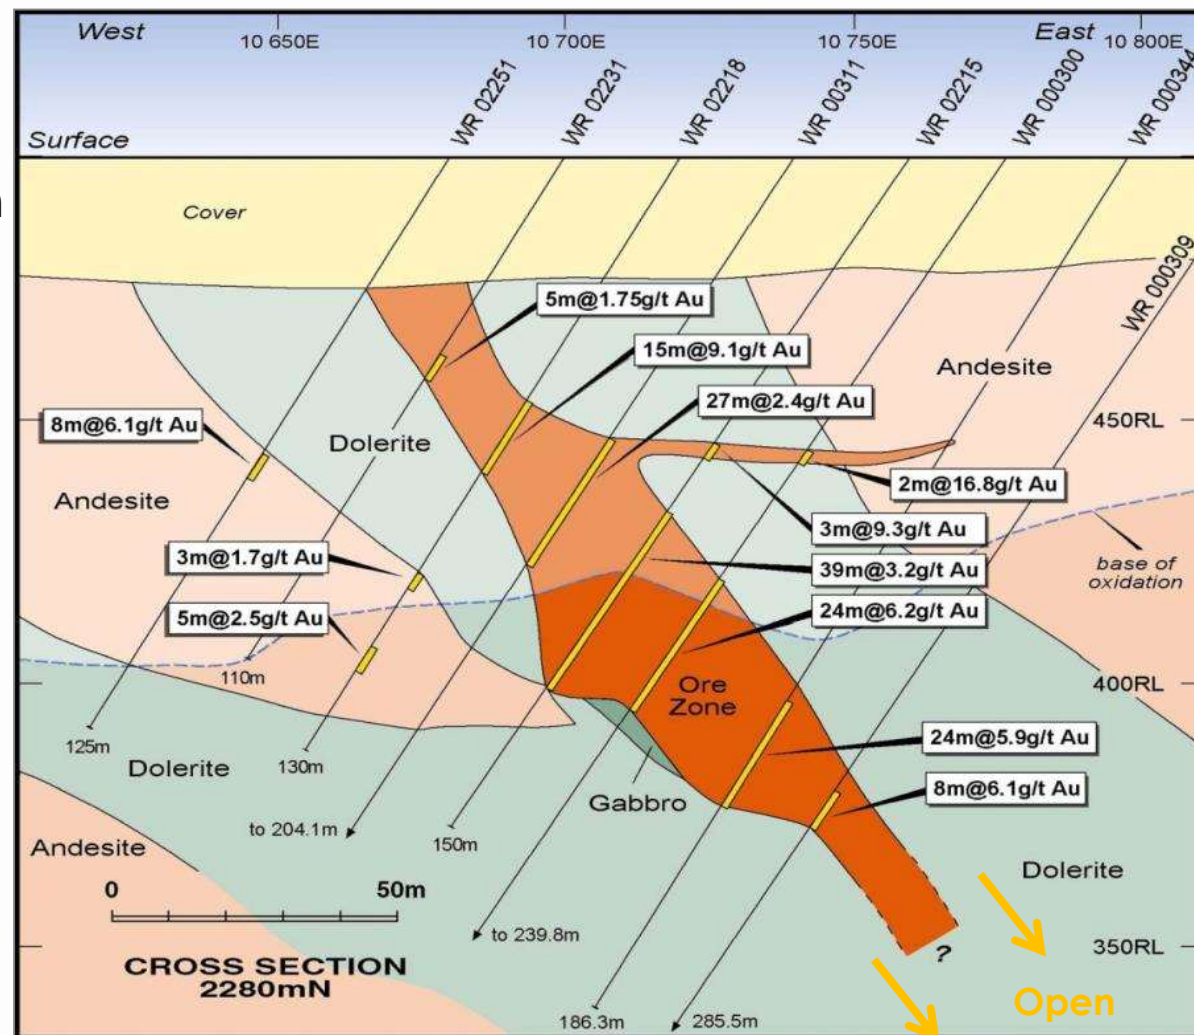 West
10 650E
10 700E
10 750E
East
10 800E
WR 02251
WR 02231
WR 02218
WR 00311
WR 02215
WR 000300
WR 000344
Surface
n
Cover
WR 000309
5m@1.75g/t Au
15m@9.1g/t Au
Andesite
27m@2.4g/t Au
8m@6.1g/t Au
450RL
Dolerite
2m@16.8g/t Au
Andesite
3m@9.3g/t Au
3m@1.7g/t Au
39m@3.2g/t Au
base of
oxidation
5m@2.5g/t Au
24m@6.2g/t Au
110m
Ore
Zone
400RL
125m
130m
24m@5.9g/t Au
Dolerite
8m@6.1g/t Au
Gabbro
to 204.1m
150m
Andesite
Dolerite
0
50m
to 239.8m
350RL
?
CROSS SECTION
2280mN
Open
186.3m
285.5m